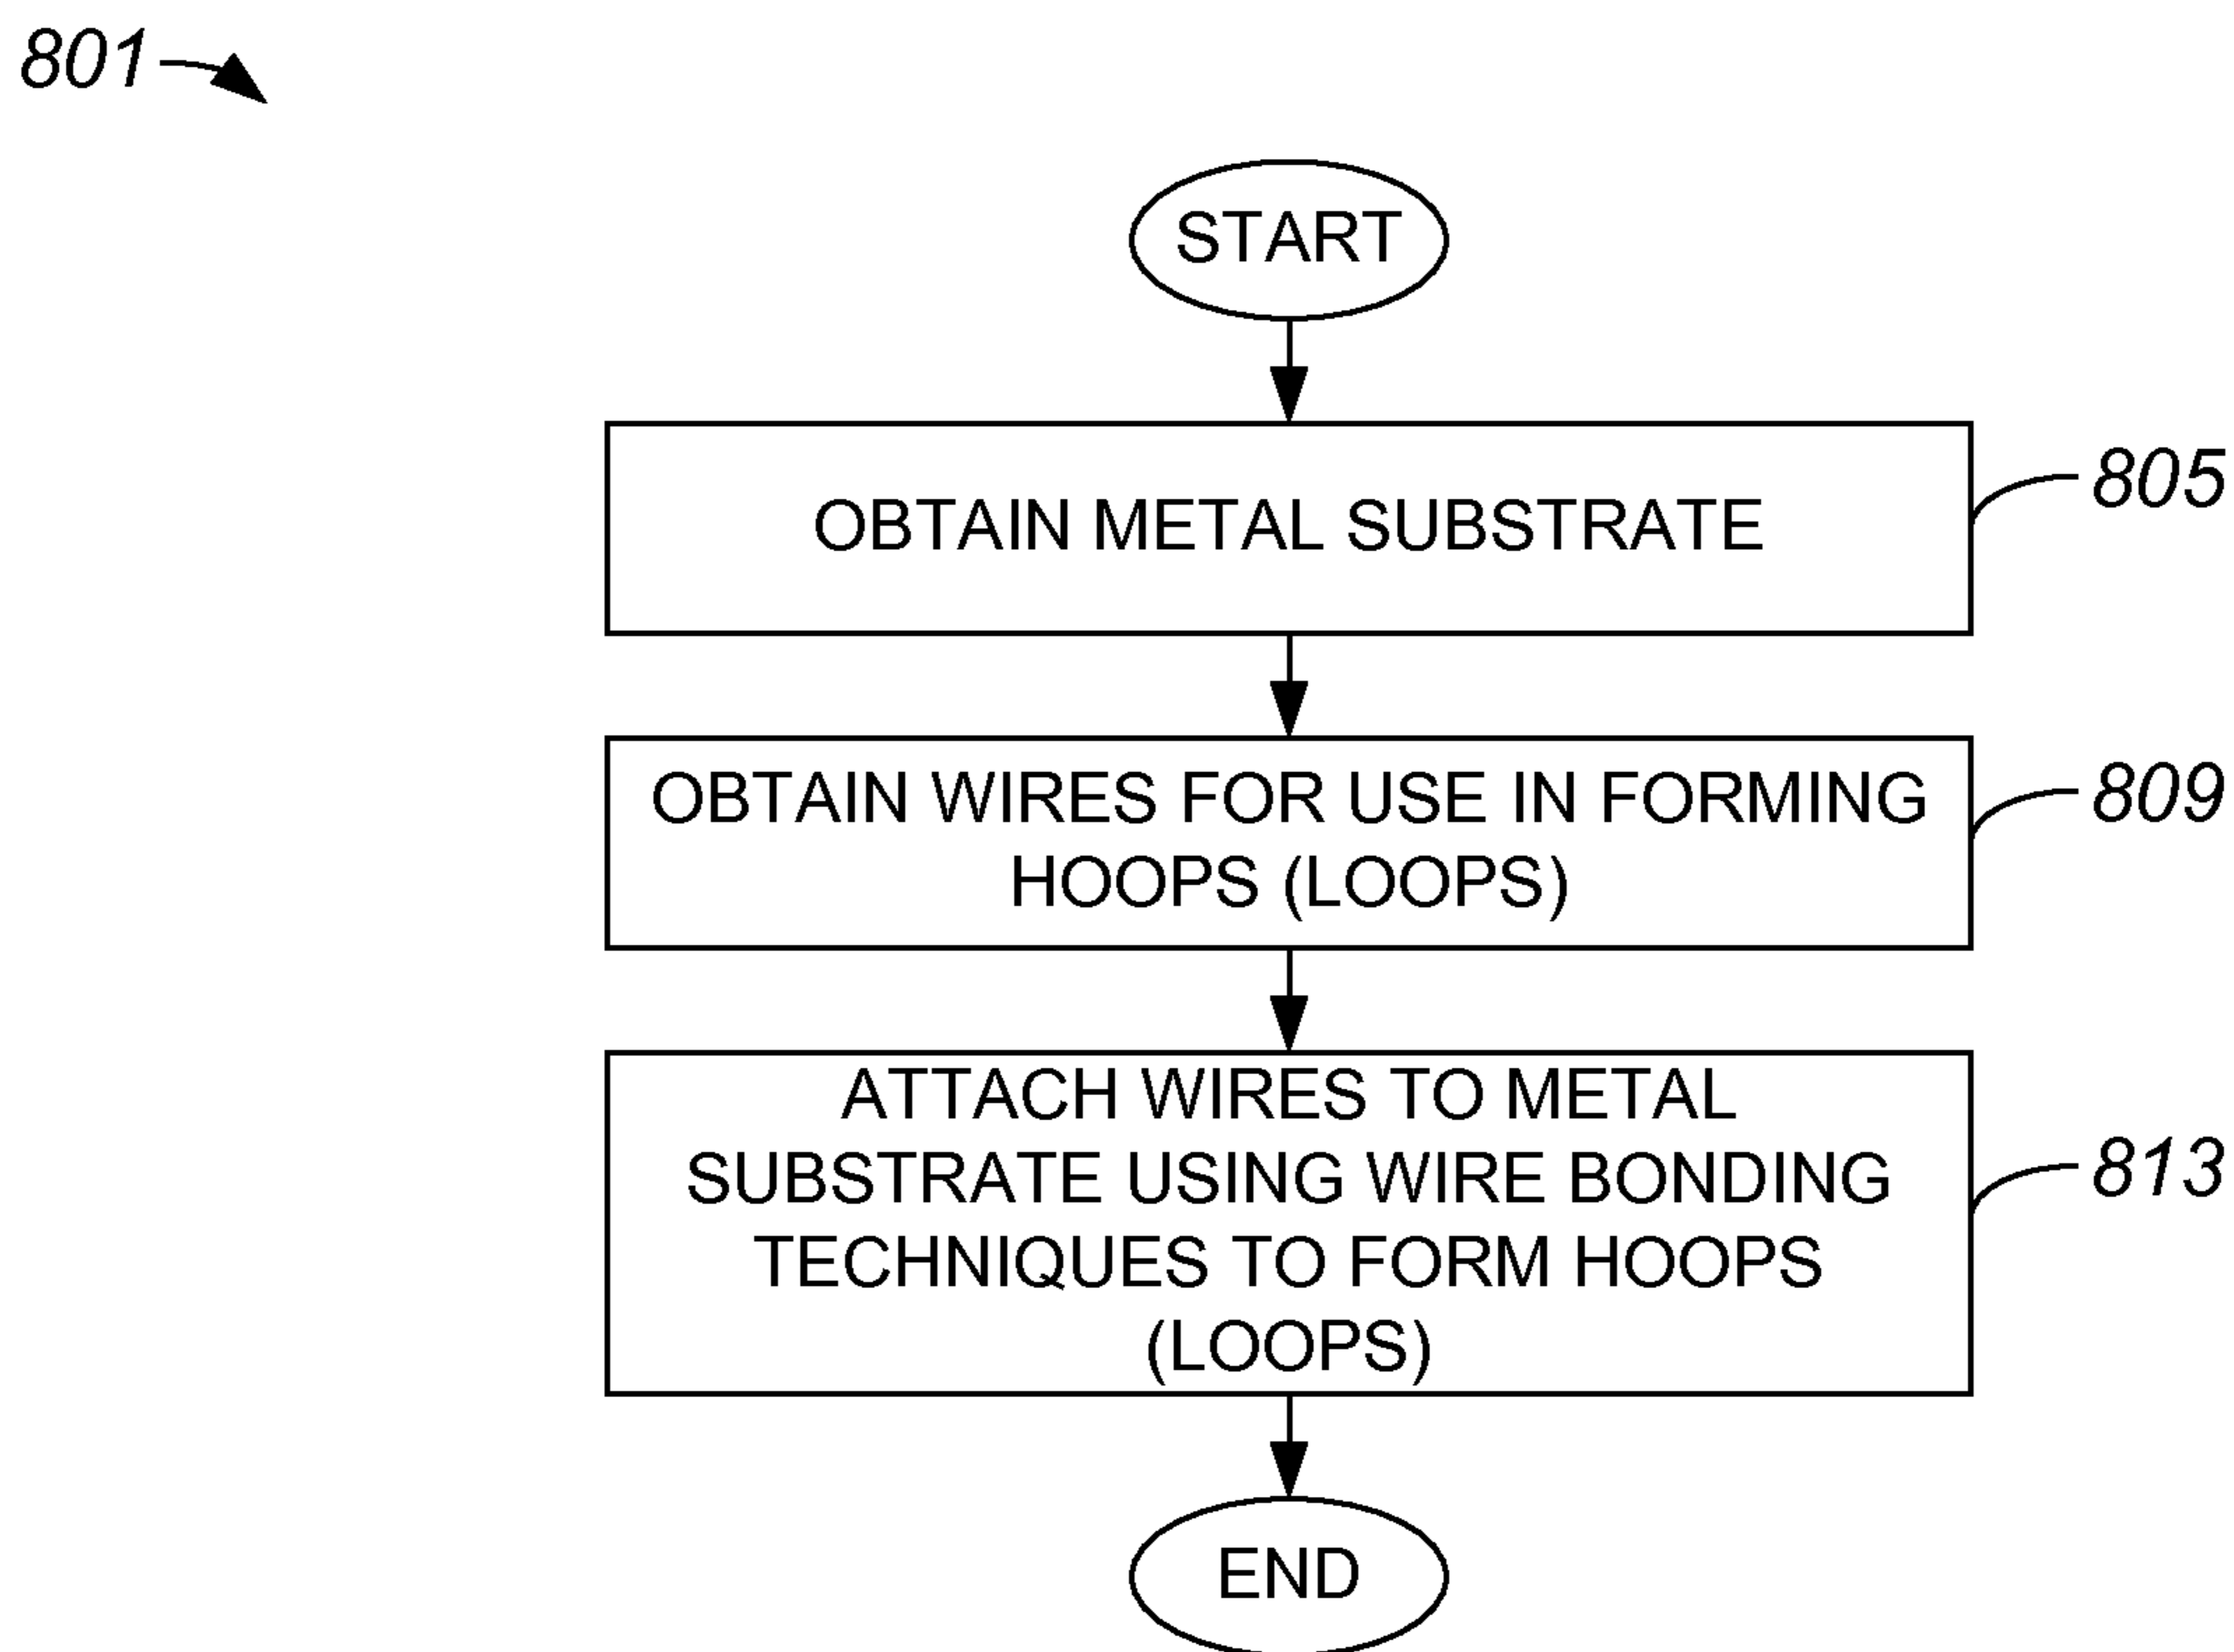 801
START
OBTAIN METAL SUBSTRATE
805
OBTAIN WIRES FOR USE IN FORMING
HOOPS (LOOPS)
809
ATTACH WIRES TO METAL
SUBSTRATE USING WIRE BONDING
TECHNIQUES TO FORM HOOPS
(LOOPS)
813
END